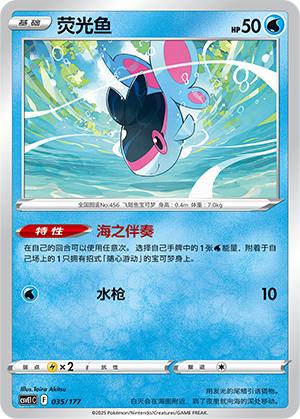 基础 荧光鱼 HP50
全国图鉴No.456 飞翅鱼宝可梦 身高:0.4m 体重:7.0kg
特性 海之伴奏
在自己的回合可以使用任意次。选择自己手牌中的1张能量,附着于自
己场上的1只拥有招式「随心游动」的宝可梦身上。
水枪 10
弱点 ×2 抵抗力 撤退
Illus.Taira Akitsu
F 035/177
用发光的尾鳍引诱猎物。
白天会在海面附近,到了夜里就向海的深处移动。
©2025 Pokémon/Nintendo/Creatures/GAME FREAK.